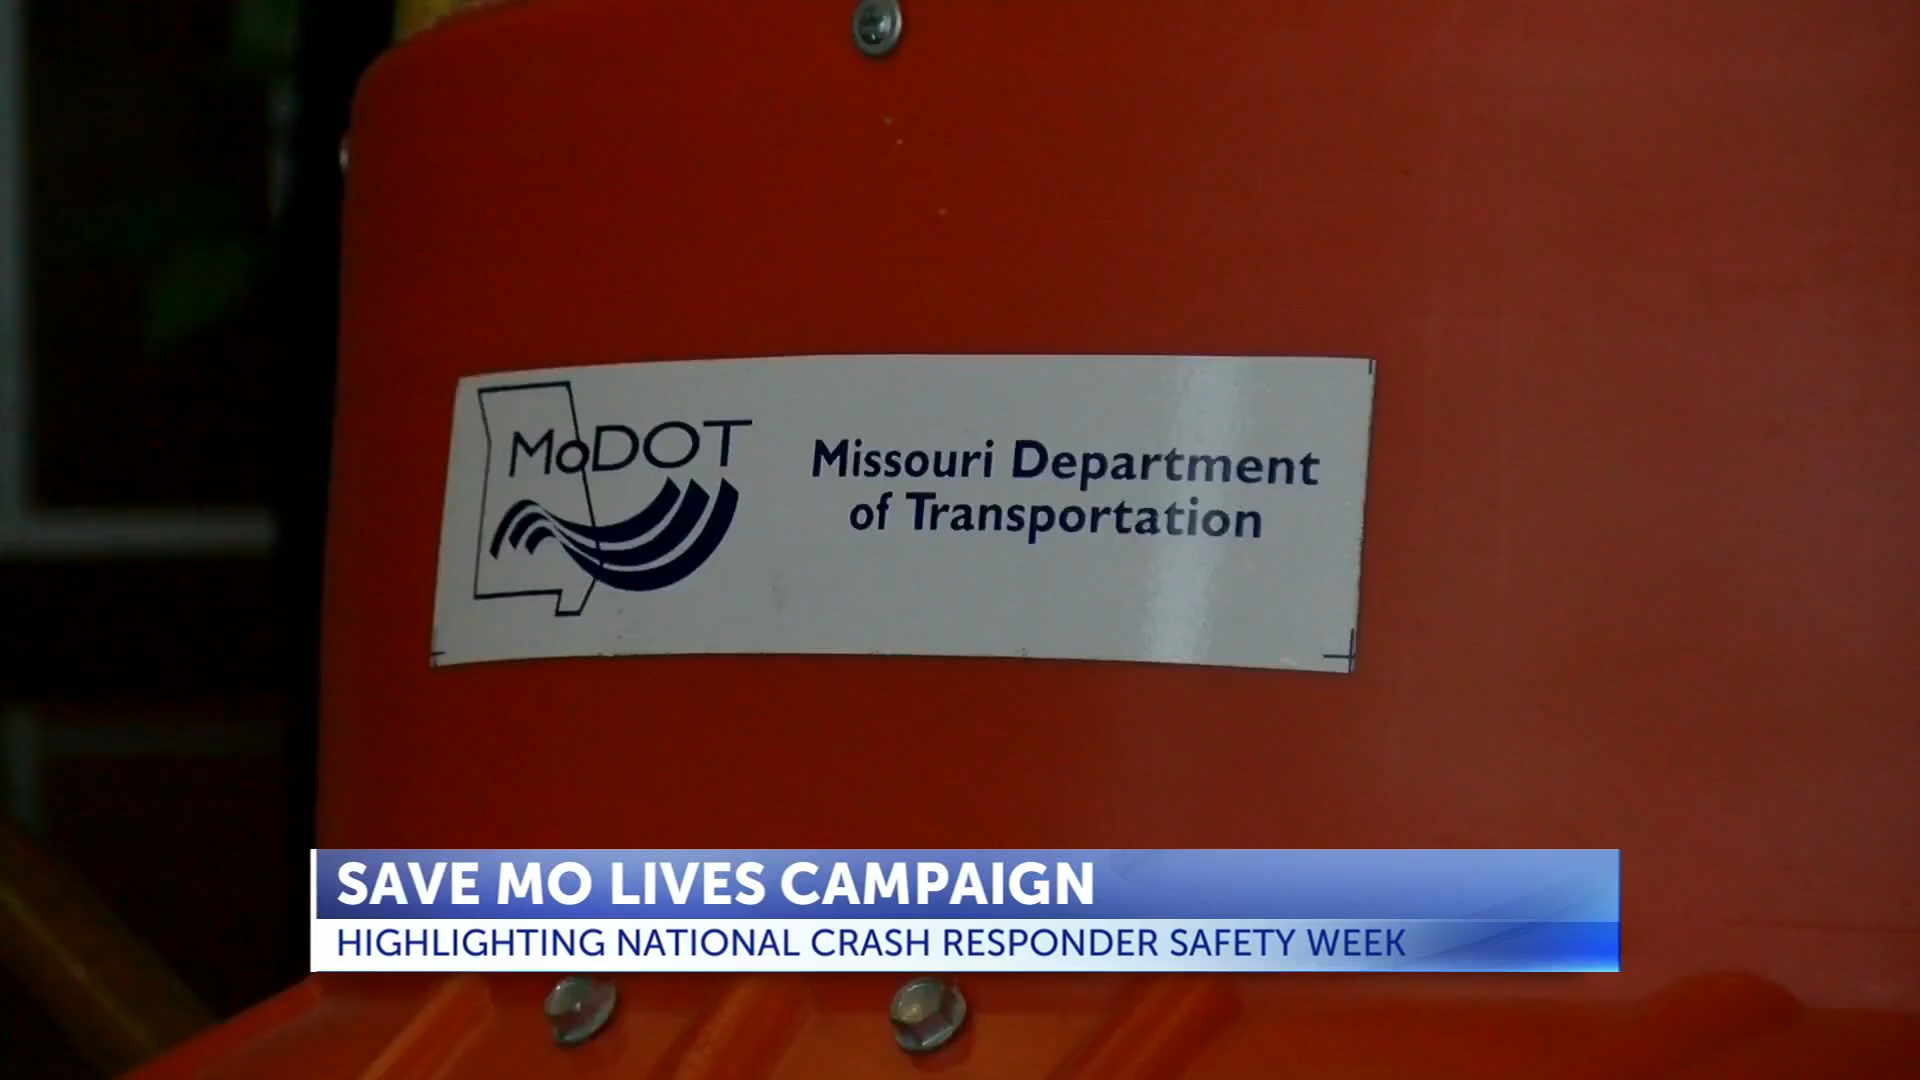 MoDOT
Missouri Department
of Transportation
SAVE MO LIVES CAMPAIGN
HIGHLIGHTING NATIONAL CRASH RESPONDER SAFETY WEEK